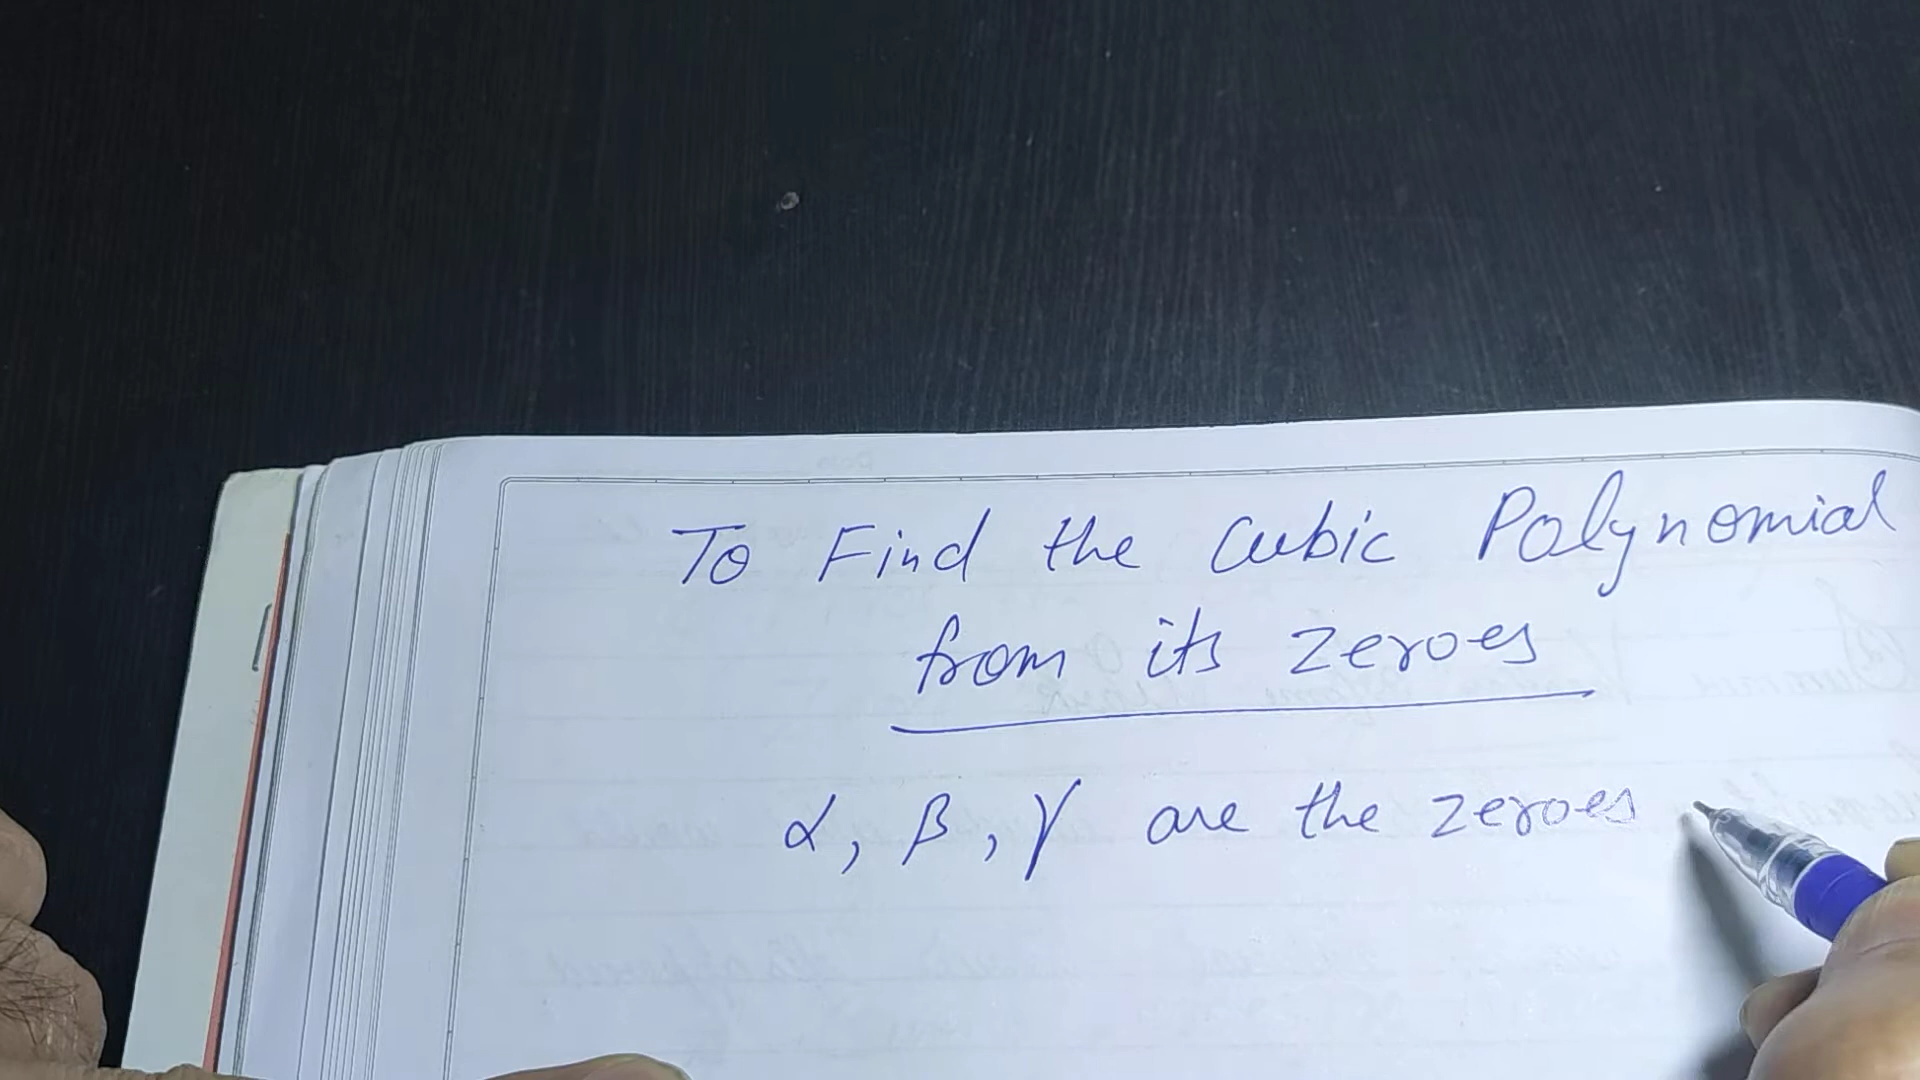 To Find the Cubic Polynomial
from its zeroes
α, β, γ are the zeroes